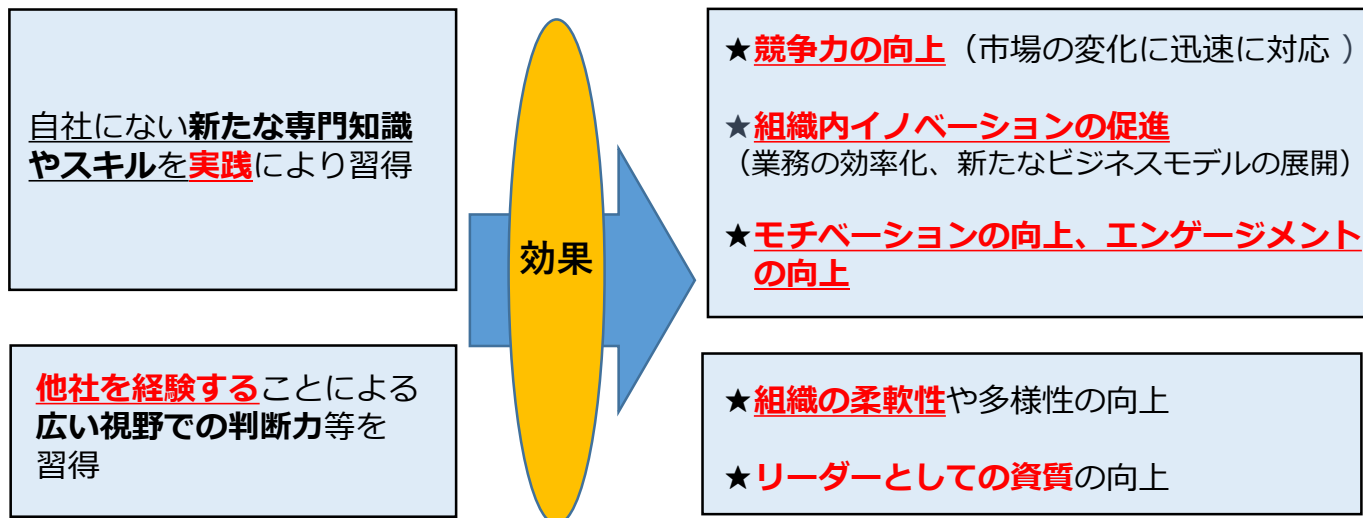 自社にない新たな専門知識
やスキルを実践により習得
他社を経験することによる
広い視野での判断力等を
習得
効果
★競争力の向上（市場の変化に迅速に対応 ）
★組織内イノベーションの促進
（業務の効率化、新たなビジネスモデルの展開）
★モチベーションの向上、エンゲージメント
の向上
★組織の柔軟性や多様性の向上
★リーダーとしての資質の向上